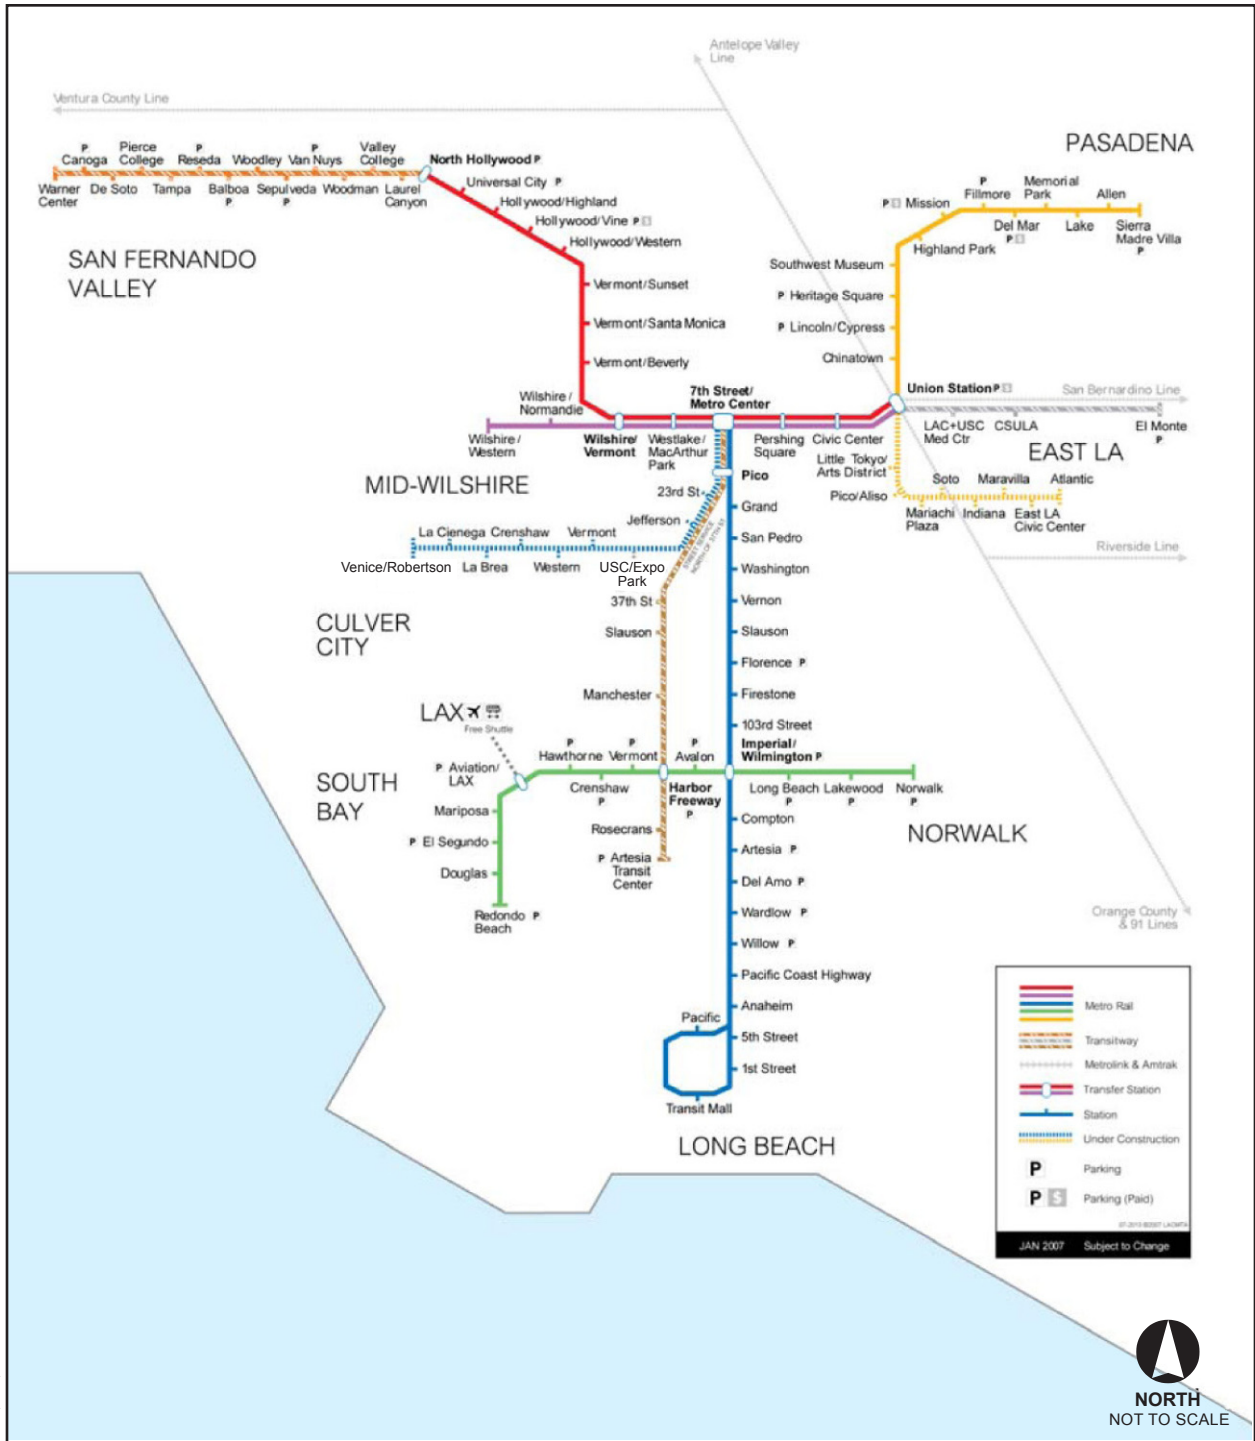 Antelope Valley
Line
Ventura County Line
PASADENA
P
Canoga
Pierce
College
P
Reseda
Woodley
P
Van Nuys
Valley
College
North Hollywood P
Warner
Center
De Soto
Tampa
Balboa
P
Sepulveda
P
Woodman
Laurel
Canyon
Universal City P
Hollywood/Highland
Hollywood/Vine P $
Hollywood/Western
SAN FERNANDO
VALLEY
Vermont/Sunset
Vermont/Santa Monica
Vermont/Beverly
P $ Mission
P
Fillmore
Memorial
Park
Allen
Highland Park
Del Mar
P $
Lake
Sierra
Madre Villa
P
Southwest Museum
P Heritage Square
P Lincoln/Cypress
Chinatown
Union Station P $
San Bernardino Line
Wilshire /
Normandie
7th Street/
Metro Center
Wilshire /
Western
Wilshire/
Vermont
Westlake /
MacArthur
Park
Pershing
Square
Civic Center
LAC+USC
Med Ctr
CSULA
El Monte
P
EAST LA
Little Tokyo/
Arts District
Pico/Aliso
Soto
Maravilla
Atlantic
Mariachi
Plaza
Indiana
East LA
Civic Center
Riverside Line
MID-WILSHIRE
Pico
23rd St
Jefferson
STREET SERVICE
NORTH OF 37TH ST
La Cienega
Crenshaw
Vermont
Venice/Robertson
La Brea
Western
USC/Expo
Park
Grand
San Pedro
Washington
Vernon
Slauson
Florence P
Firestone
103rd Street
Imperial/
Wilmington P
37th St
Slauson
Manchester
CULVER
CITY
LAX
Free Shuttle
SOUTH
BAY
P Aviation/
LAX
P
Hawthorne
P
Vermont
P
Avalon
Crenshaw
P
Harbor
Freeway
P
Long Beach
P
Lakewood
P
Norwalk
P
NORWALK
Mariposa
P El Segundo
Douglas
Redondo P
Beach
Rosecrans
P Artesia
Transit
Center
Compton
Artesia P
Del Amo P
Wardlow P
Willow P
Pacific Coast Highway
Anaheim
Pacific
5th Street
1st Street
Transit Mall
LONG BEACH
Orange County
& 91 Lines
Metro Rail
Transitway
Metrolink & Amtrak
Transfer Station
Station
Under Construction
P Parking
P $ Parking (Paid)
JAN 2007 Subject to Change
NORTH
NOT TO SCALE